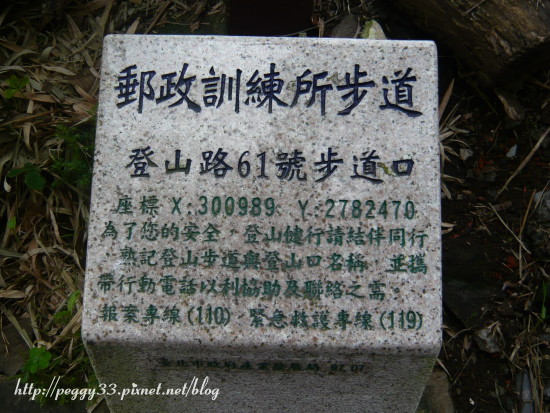 郵政訓練所步道
登山路61號步道口
座標 X:300989 Y:2782470
為了您的安全，登山健行請結伴同行
熟記登山步道與登山口名稱 並攜
帶行動電話以利協助及聯絡之需
報案專線(110) 緊急救護專線(119)
http://peggy33.pixnet.net/blog